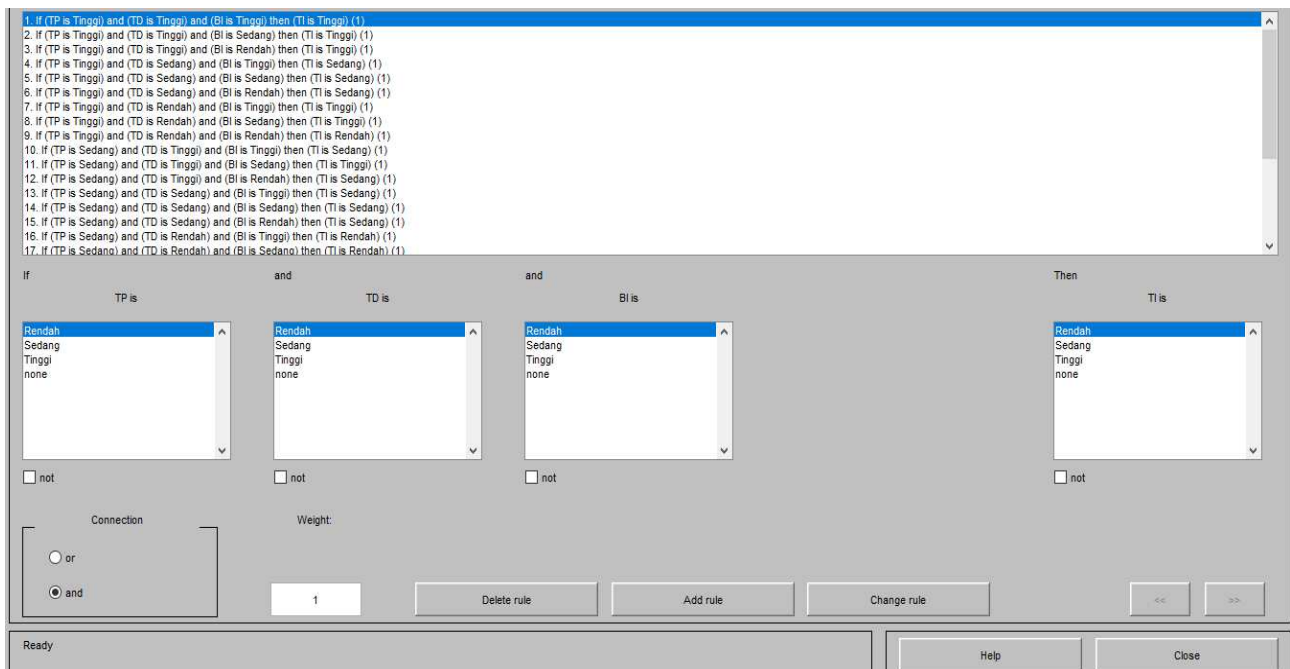 1. If (TP is Tinggi) and (TD is Tinggi) and (BI is Tinggi) then (TI is Tinggi) (1)
2. If (TP is Tinggi) and (TD is Tinggi) and (BI is Sedang) then (TI is Tinggi) (1)
3. If (TP is Tinggi) and (TD is Tinggi) and (BI is Rendah) then (TI is Tinggi) (1)
4. If (TP is Tinggi) and (TD is Sedang) and (BI is Tinggi) then (TI is Sedang) (1)
5. If (TP is Tinggi) and (TD is Sedang) and (BI is Sedang) then (TI is Sedang) (1)
6. If (TP is Tinggi) and (TD is Sedang) and (BI is Rendah) then (TI is Sedang) (1)
7. If (TP is Tinggi) and (TD is Rendah) and (BI is Tinggi) then (TI is Tinggi) (1)
8. If (TP is Tinggi) and (TD is Rendah) and (BI is Sedang) then (TI is Tinggi) (1)
9. If (TP is Tinggi) and (TD is Rendah) and (BI is Rendah) then (TI is Rendah) (1)
10. If (TP is Sedang) and (TD is Tinggi) and (BI is Tinggi) then (TI is Sedang) (1)
11. If (TP is Sedang) and (TD is Tinggi) and (BI is Sedang) then (TI is Tinggi) (1)
12. If (TP is Sedang) and (TD is Tinggi) and (BI is Rendah) then (TI is Sedang) (1)
13. If (TP is Sedang) and (TD is Sedang) and (BI is Tinggi) then (TI is Sedang) (1)
14. If (TP is Sedang) and (TD is Sedang) and (BI is Sedang) then (TI is Sedang) (1)
15. If (TP is Sedang) and (TD is Sedang) and (BI is Rendah) then (TI is Sedang) (1)
16. If (TP is Sedang) and (TD is Rendah) and (BI is Tinggi) then (TI is Rendah) (1)
17. If (TP is Sedang) and (TD is Rendah) and (BI is Sedang) then (TI is Rendah) (1)
If and and Then
TP is TD is BI is TI is
Rendah Rendah Rendah Rendah
Sedang Sedang Sedang Sedang
Tinggi Tinggi Tinggi Tinggi
none none none none
not not not not
Connection Weight:
or
and 1 Delete rule Add rule Change rule << >>
Ready Help Close